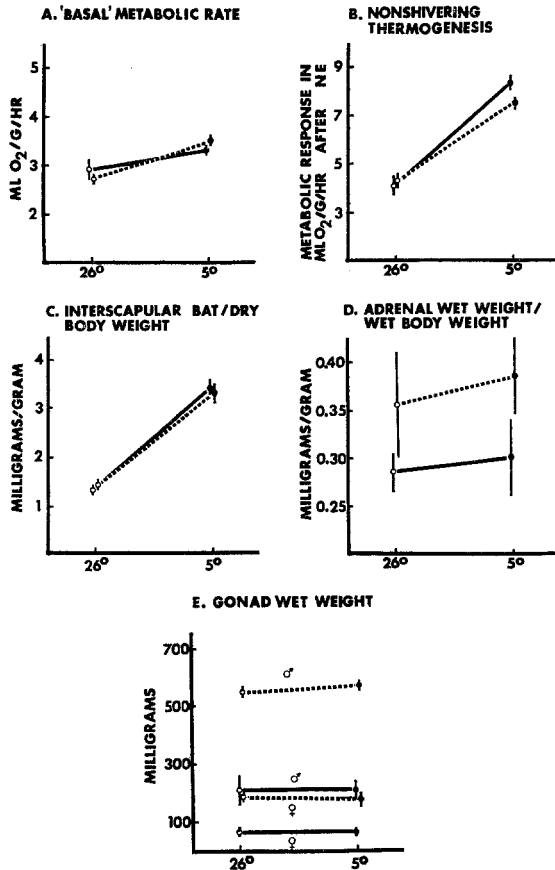 A. 'BASAL' METABOLIC RATE
ML O2/G/HR
5
4
3
2
26° 5°
B. NONSHIVERING
THERMOGENESIS
METABOLIC RESPONSE IN
ML O2/G/HR AFTER NE
9
7
5
3
26° 5°
C. INTERSCAPULAR BAT/DRY
BODY WEIGHT
MILLIGRAMS/GRAM
4
3
2
1
26° 5°
D. ADRENAL WET WEIGHT/
WET BODY WEIGHT
MILLIGRAMS/GRAM
0.40
0.35
0.30
0.25
26° 5°
E. GONAD WET WEIGHT
MILLIGRAMS
700
500
300
100
♂
♂
♀
♀
26° 5°